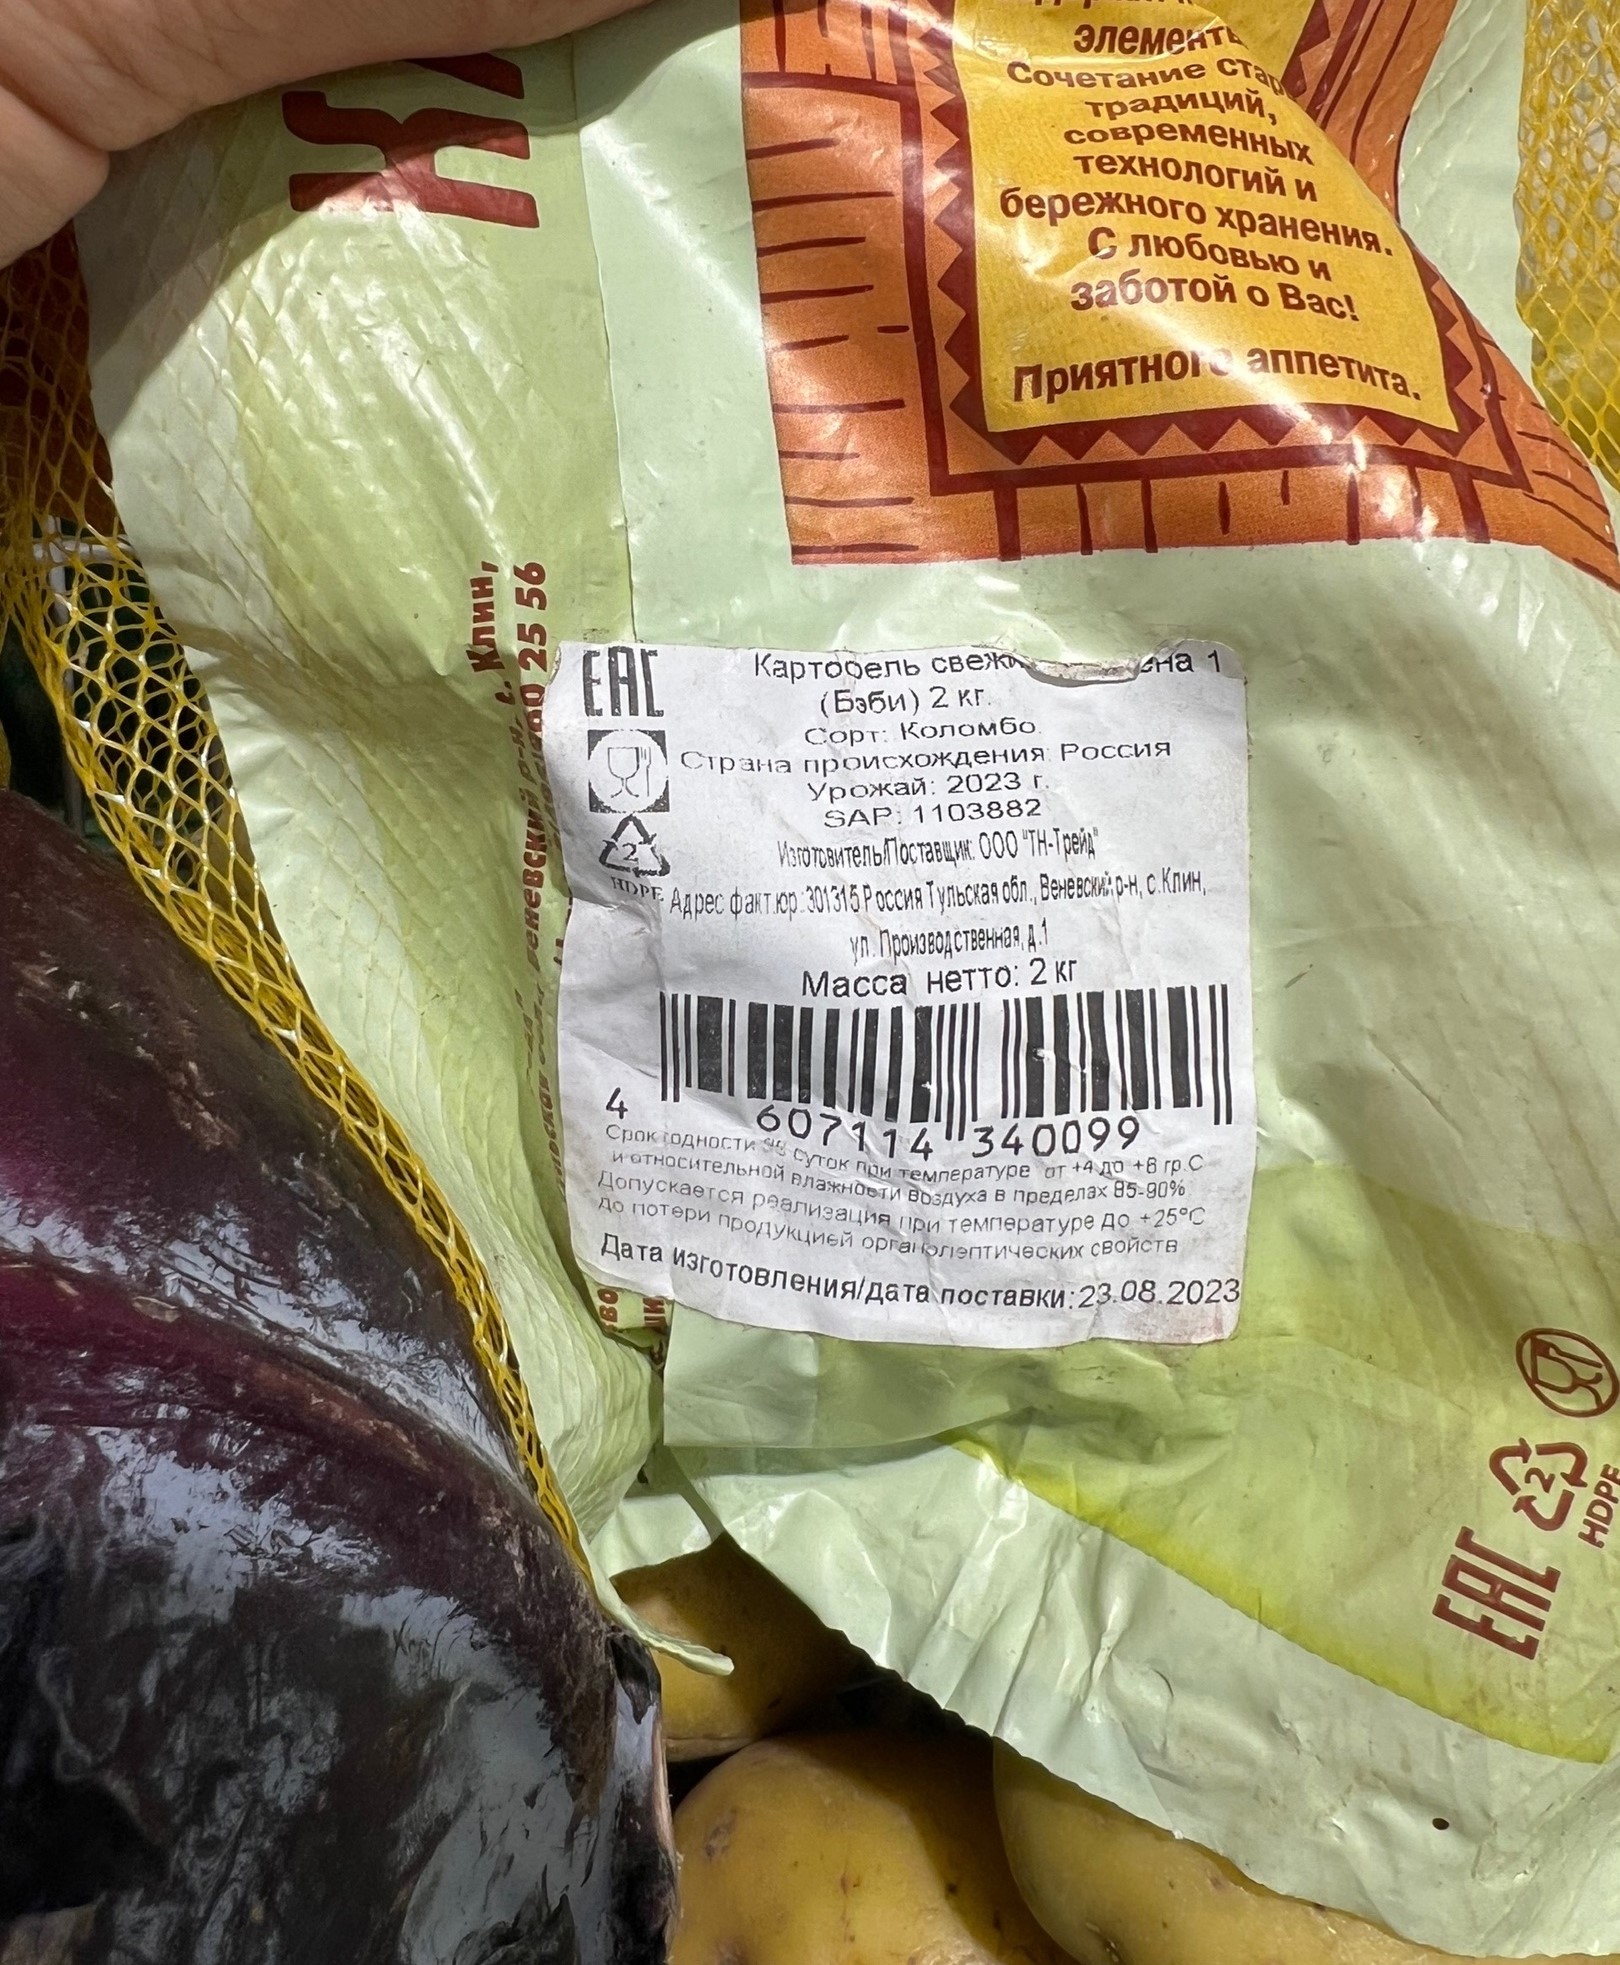 элементы
Сочетание
традиций,
современных
технологий и
бережного хранения.
С любовью и
заботой о Вас!
Приятного аппетита.
с. Клин,
25 56
EAC
Картофель 1
(Бэби) 2 кг.
Сорт: Коломбо.
Страна происхождения: Россия
Урожай: 2023 г.
SAP: 1103882
2
HDPE
Изготовитель/Поставщик: ООО "ТН-Трейд"
Адрес факт.юр.:301315 Россия Тульская обл., Веневский р-н, с.Клин,
ул. Производственная, д.1
Масса нетто: 2 кг
4 607114 340099
Срок годности суток при температуре от +4 до +6 гр.С
и относительной влажности воздуха в пределах 85-90%
Допускается реализация при температуре до +25°С
до потери продукцией органолептических свойств
Дата изготовления/дата поставки: 23.08.2023
2
HDPE
EAC